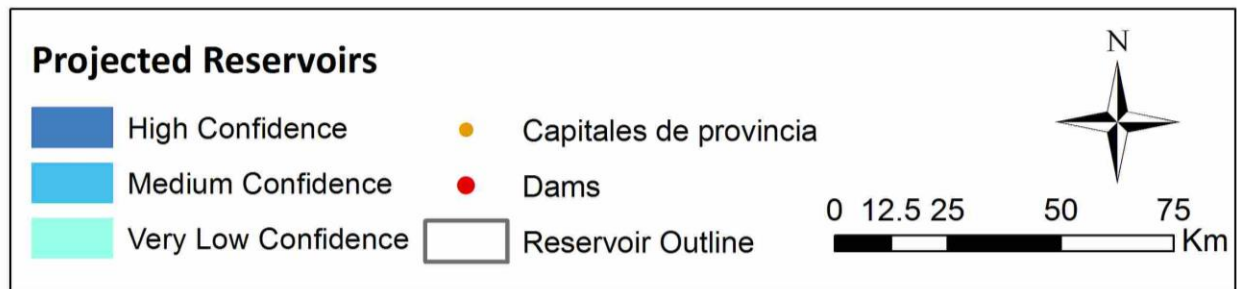 Projected Reservoirs
High Confidence
Medium Confidence
Very Low Confidence
Capitales de provincia
Dams
Reservoir Outline
N
0 12.5 25 50 75
Km